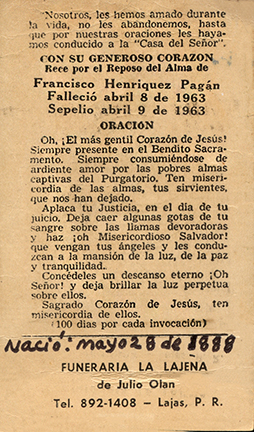 "Nosotros, les hemos amado durante
la vida, no les abandonemos, hasta
que por nuestras oraciones les haya-
mos conducido a la "Casa del Señor".
CON SU GENEROSO CORAZON
Rece por el Reposo del Alma de
Francisco Henriquez Pagán
Falleció abril 8 de 1963
Sepelio abril 9 de 1963
ORACION
Oh, ¡El más gentil Corazón de Jesús!
Siempre presente en el Bendito Sacra-
mento. Siempre consumiéndose de
ardiente amor por las pobres almas
captivas del Purgatorio. Ten miseri-
cordia de las almas, tus sirvientes,
que nos han dejado.
Aplaca tu Justicia, en el día de tu
juicio. Deja caer algunas gotas de tu
sangre sobre las llamas devoradoras
y haz ¡oh Misericordioso Salvador!
que vengan tus ángeles y les conduz-
can a la mansión de la luz, de la paz
y tranquilidad.
Concédeles un descanso eterno ¡Oh
Señor! y deja brillar la luz perpetua
sobre ellos.
Sagrado Corazón de Jesús, ten
misericordia de ellos.
(100 días por cada invocación)
Nació: mayo 28 de 1888
FUNERARIA LA LAJEÑA
de Julio Olan
Tel. 892-1408 — Lajas, P. R.